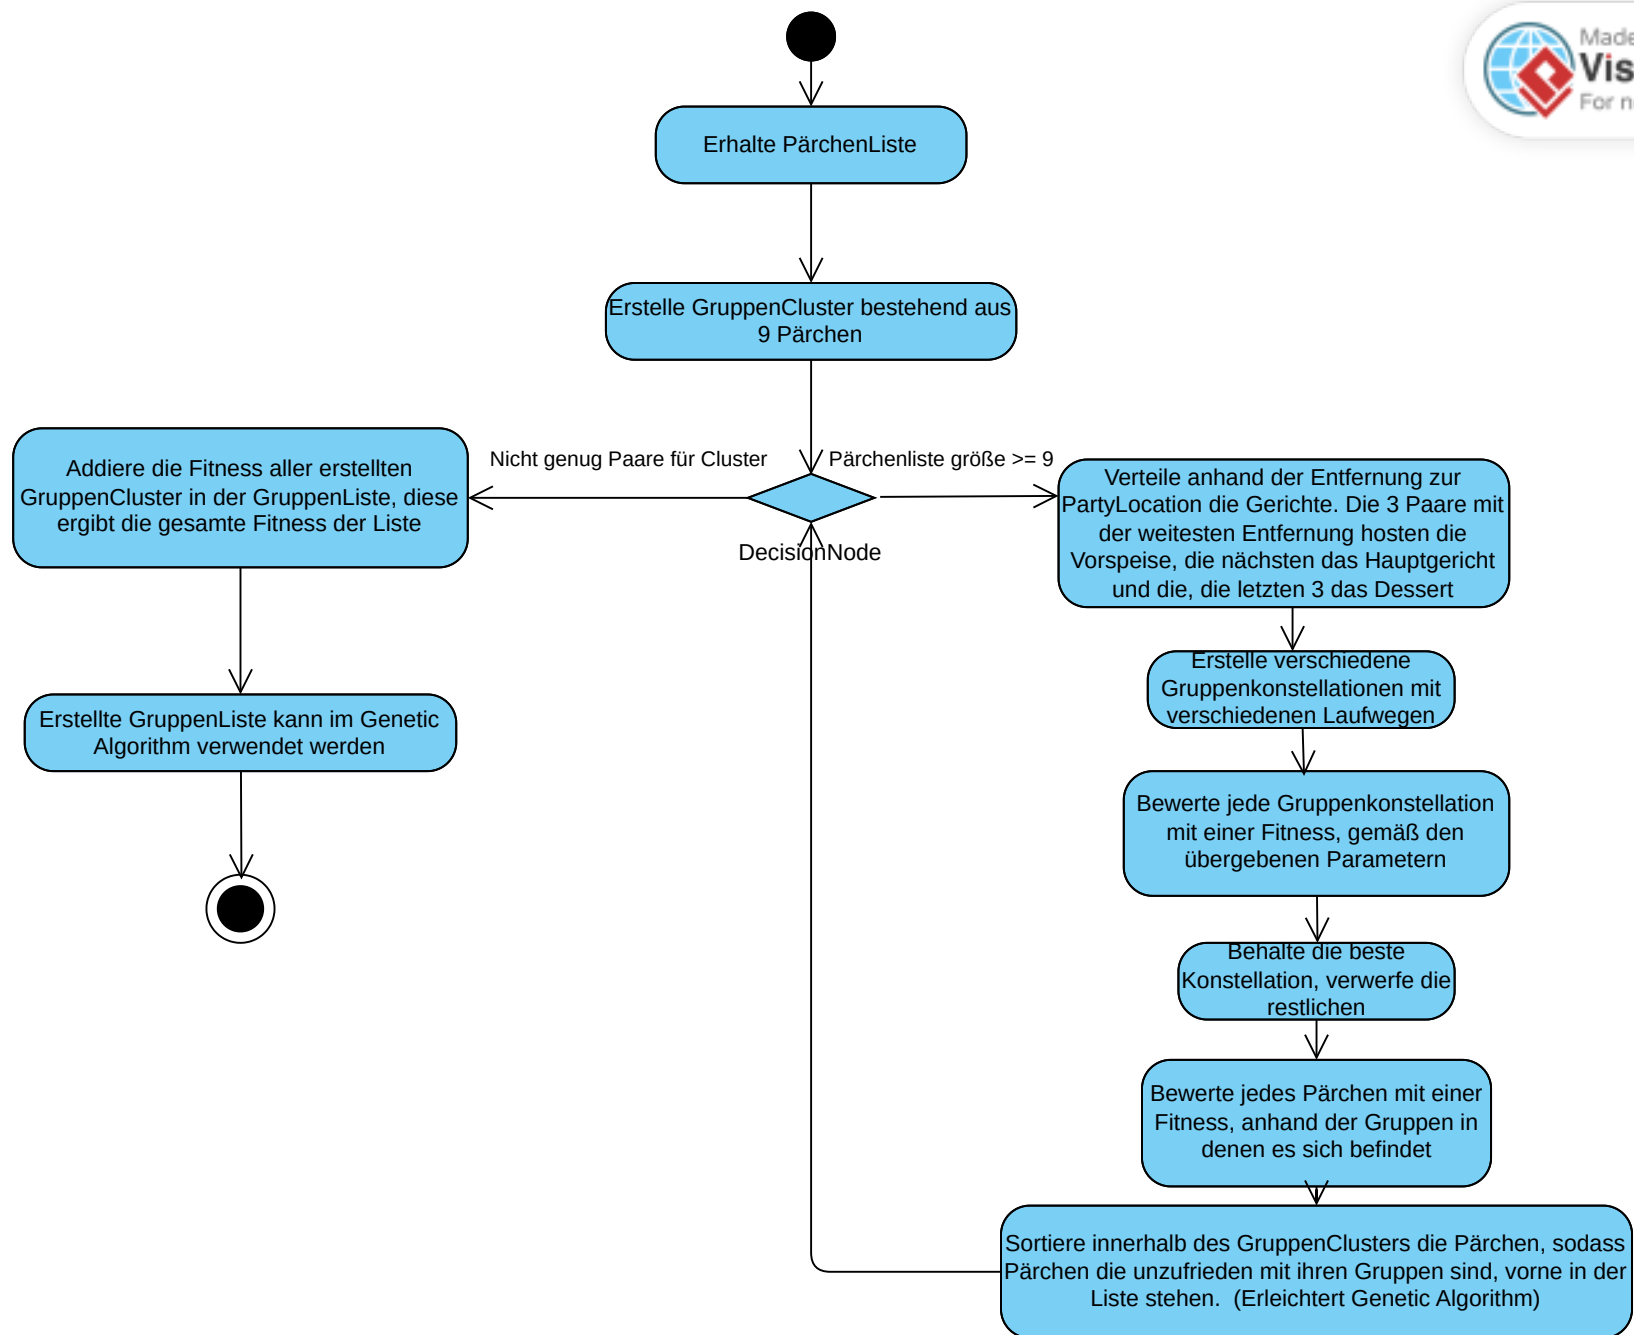 Made
Vis
For n
Erhalte PärchenListe
Erstelle GruppenCluster bestehend aus
9 Pärchen
Nicht genug Paare für Cluster
Pärchenliste größe >= 9
DecisionNode
Addiere die Fitness aller erstellten
GruppenCluster in der GruppenListe, diese
ergibt die gesamte Fitness der Liste
Erstellte GruppenListe kann im Genetic
Algorithm verwendet werden
Verteile anhand der Entfernung zur
PartyLocation die Gerichte. Die 3 Paare mit
der weitesten Entfernung hosten die
Vorspeise, die nächsten das Hauptgericht
und die, die letzten 3 das Dessert
Erstelle verschiedene
Gruppenkonstellationen mit
verschiedenen Laufwegen
Bewerte jede Gruppenkonstellation
mit einer Fitness, gemäß den
übergebenen Parametern
Behalte die beste
Konstellation, verwerfe die
restlichen
Bewerte jedes Pärchen mit einer
Fitness, anhand der Gruppen in
denen es sich befindet
Sortiere innerhalb des GruppenClusters die Pärchen, sodass
Pärchen die unzufrieden mit ihren Gruppen sind, vorne in der
Liste stehen.  (Erleichtert Genetic Algorithm)